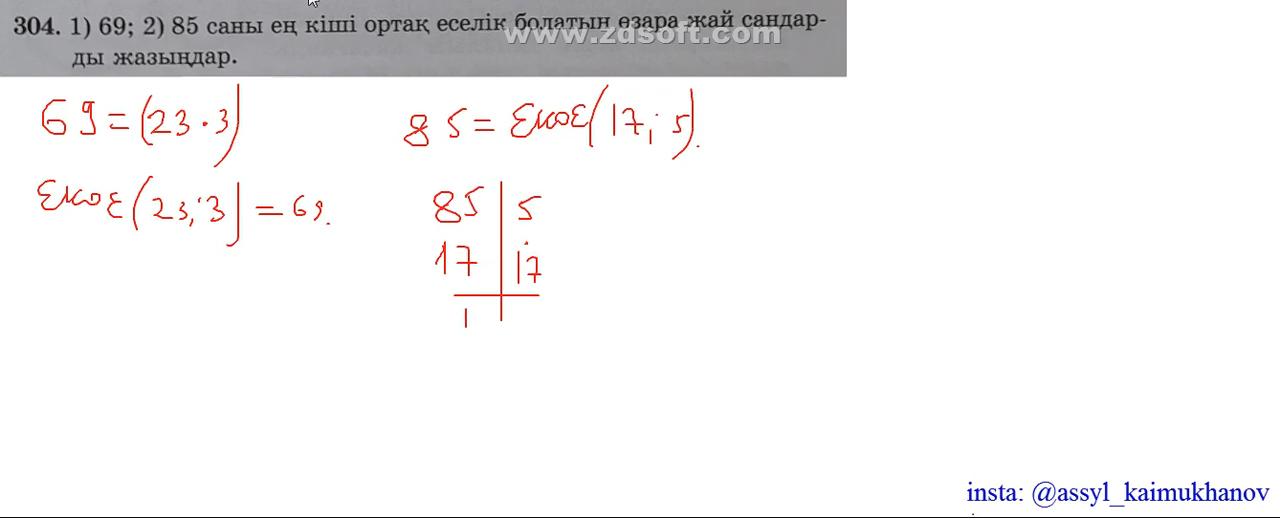 304. 1) 69; 2) 85 саны ең кіші ортақ еселік болатын өзара жай сандар-
ды жазыңдар.
www.zdsoft.com
69 = (23 · 3)
ЕКОЕ(23; 3) = 69.
85 = ЕКОЕ(17; 5).
85 | 5
17 | 17
1
insta: @assyl_kaimukhanov